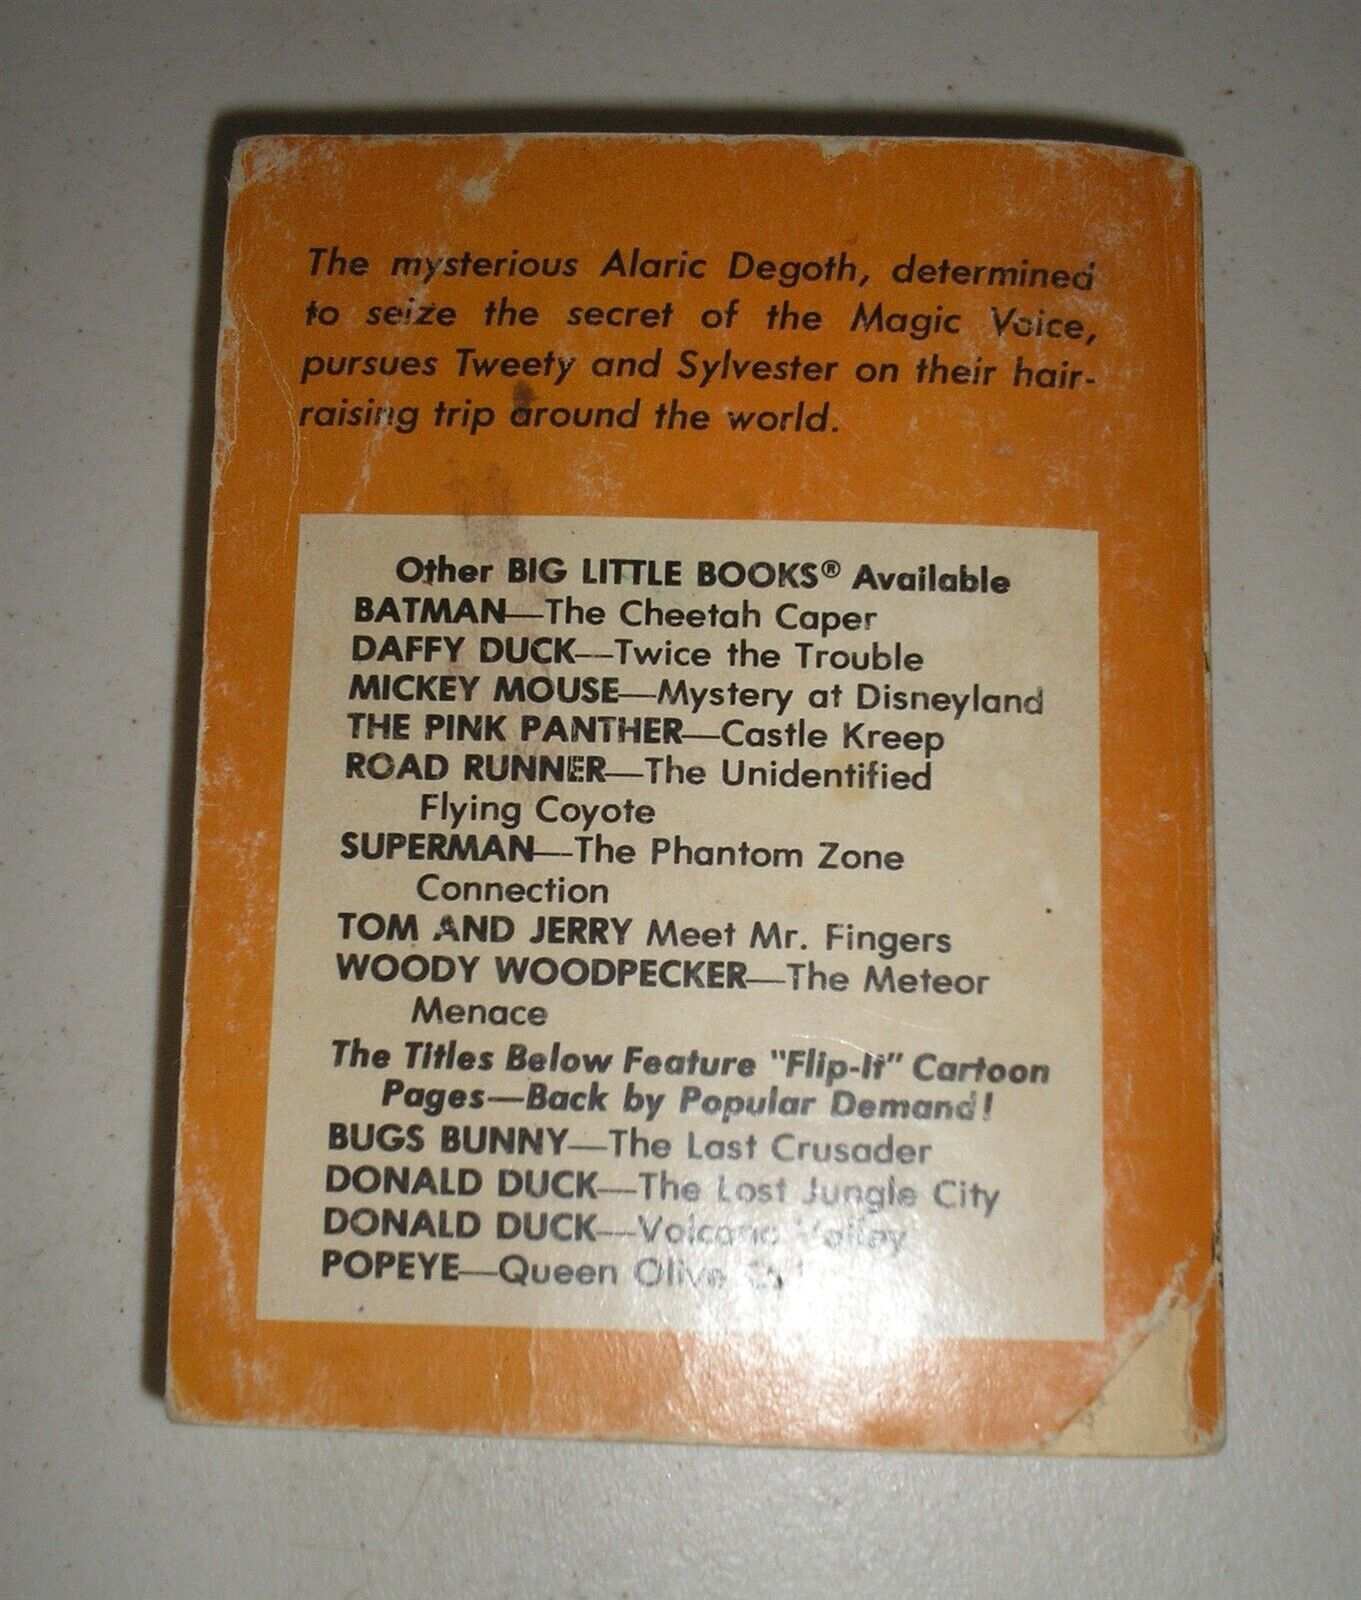 The mysterious Alaric Degoth, determined
to seize the secret of the Magic Voice,
pursues Tweety and Sylvester on their hair-
raising trip around the world.
Other BIG LITTLE BOOKS® Available
BATMAN—The Cheetah Caper
DAFFY DUCK—Twice the Trouble
MICKEY MOUSE—Mystery at Disneyland
THE PINK PANTHER—Castle Kreep
ROAD RUNNER—The Unidentified
Flying Coyote
SUPERMAN—The Phantom Zone
Connection
TOM AND JERRY Meet Mr. Fingers
WOODY WOODPECKER—The Meteor
Menace
The Titles Below Feature "Flip-It" Cartoon
Pages—Back by Popular Demand!
BUGS BUNNY—The Last Crusader
DONALD DUCK—The Lost Jungle City
DONALD DUCK—Volcano Valley
POPEYE—Queen Olive